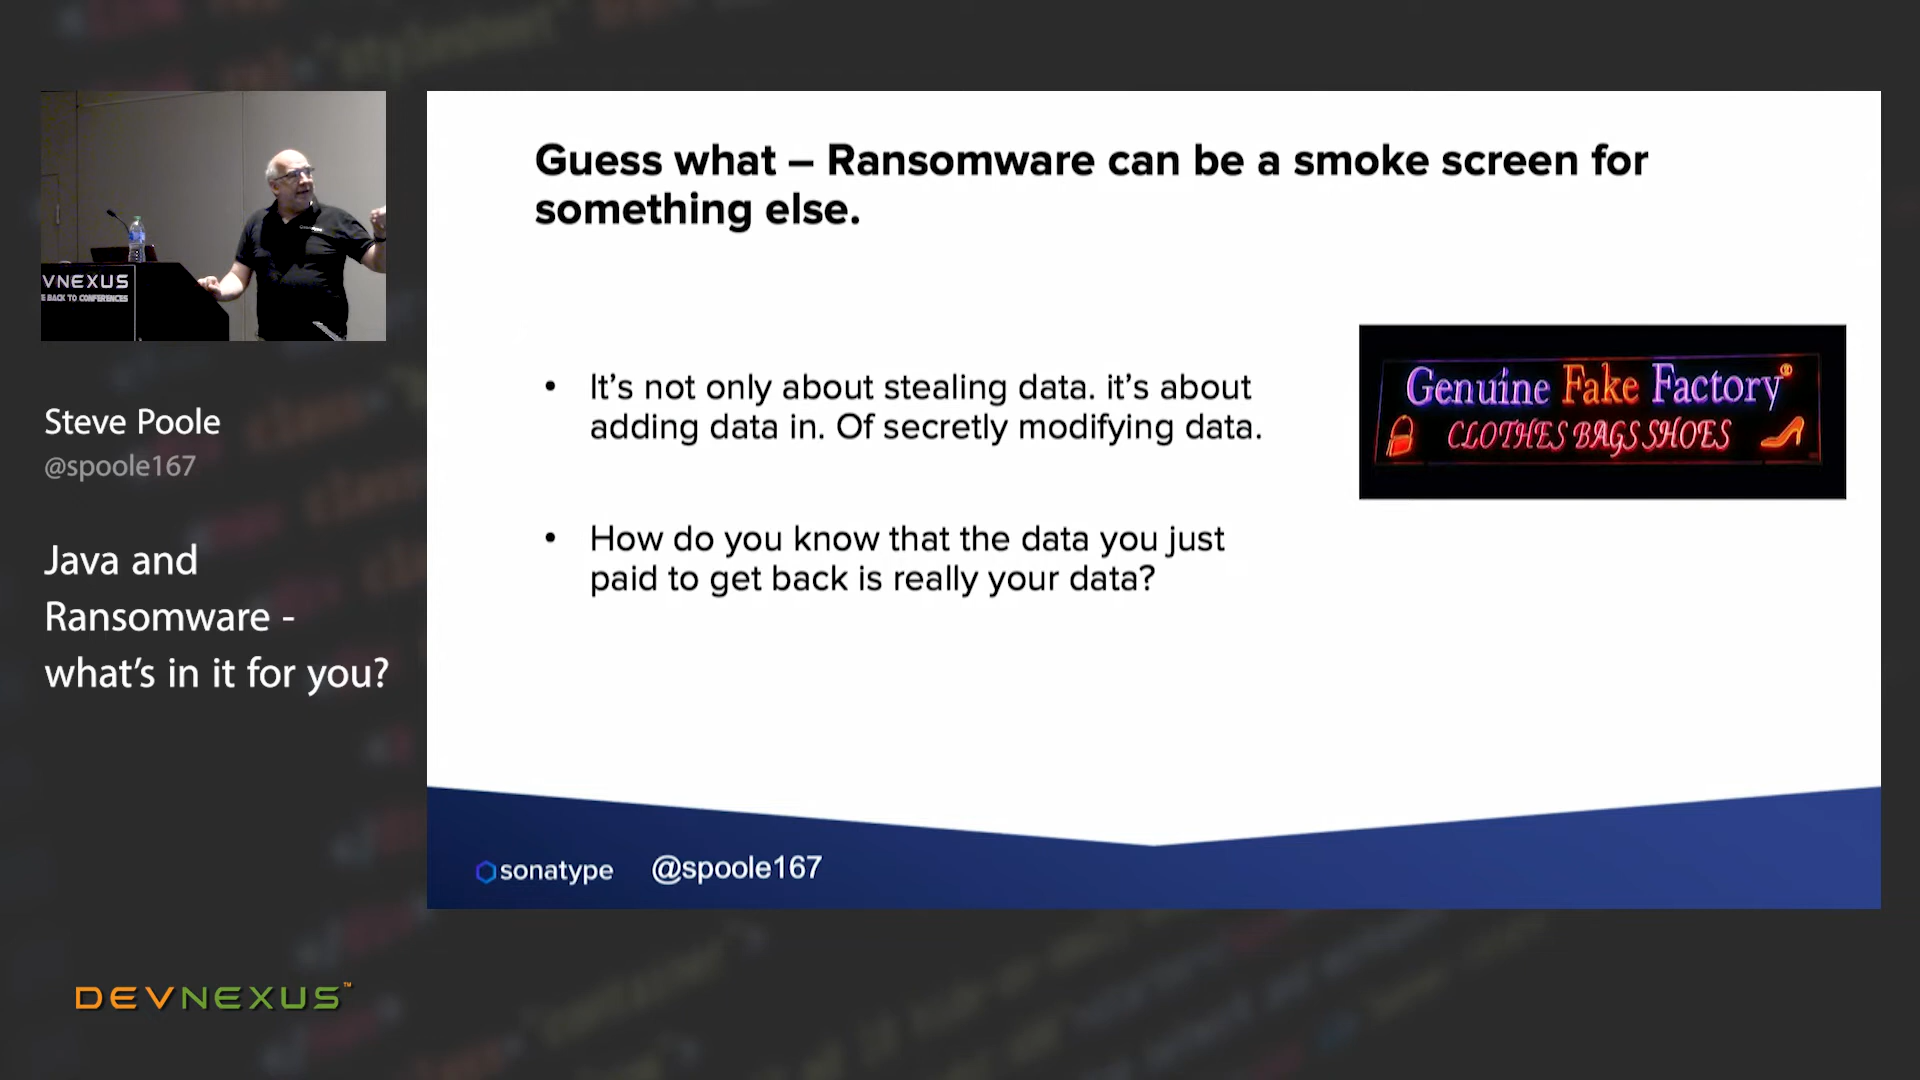 VNEXUS
E BACK TO CONFERENCES
Steve Poole
@spoole167
Java and
Ransomware -
what's in it for you?
DEVNEXUS™
Guess what – Ransomware can be a smoke screen for
something else.
• It's not only about stealing data. it's about
adding data in. Of secretly modifying data.
• How do you know that the data you just
paid to get back is really your data?
Genuine Fake Factory®
CLOTHES BAGS SHOES
sonatype @spoole167